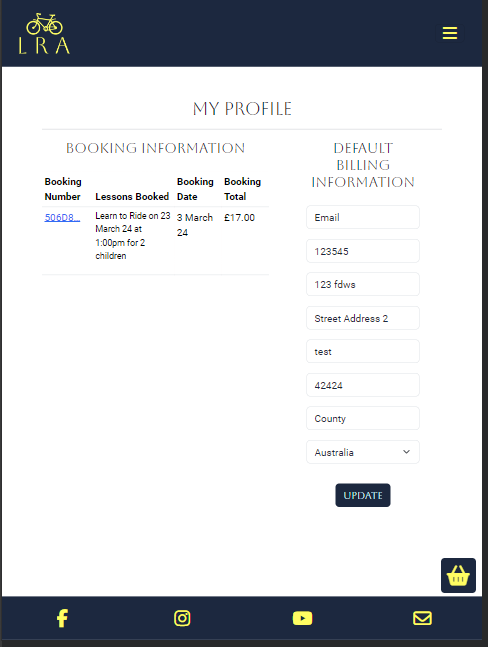 L R A
MY PROFILE
BOOKING INFORMATION
Booking
Number
Lessons Booked
Booking
Date
Booking
Total
506D8...
Learn to Ride on 23
March 24 at
1:00pm for 2
children
3 March
24
£17.00
DEFAULT
BILLING
INFORMATION
Email
123545
123 fdws
Street Address 2
test
42424
County
Australia
UPDATE